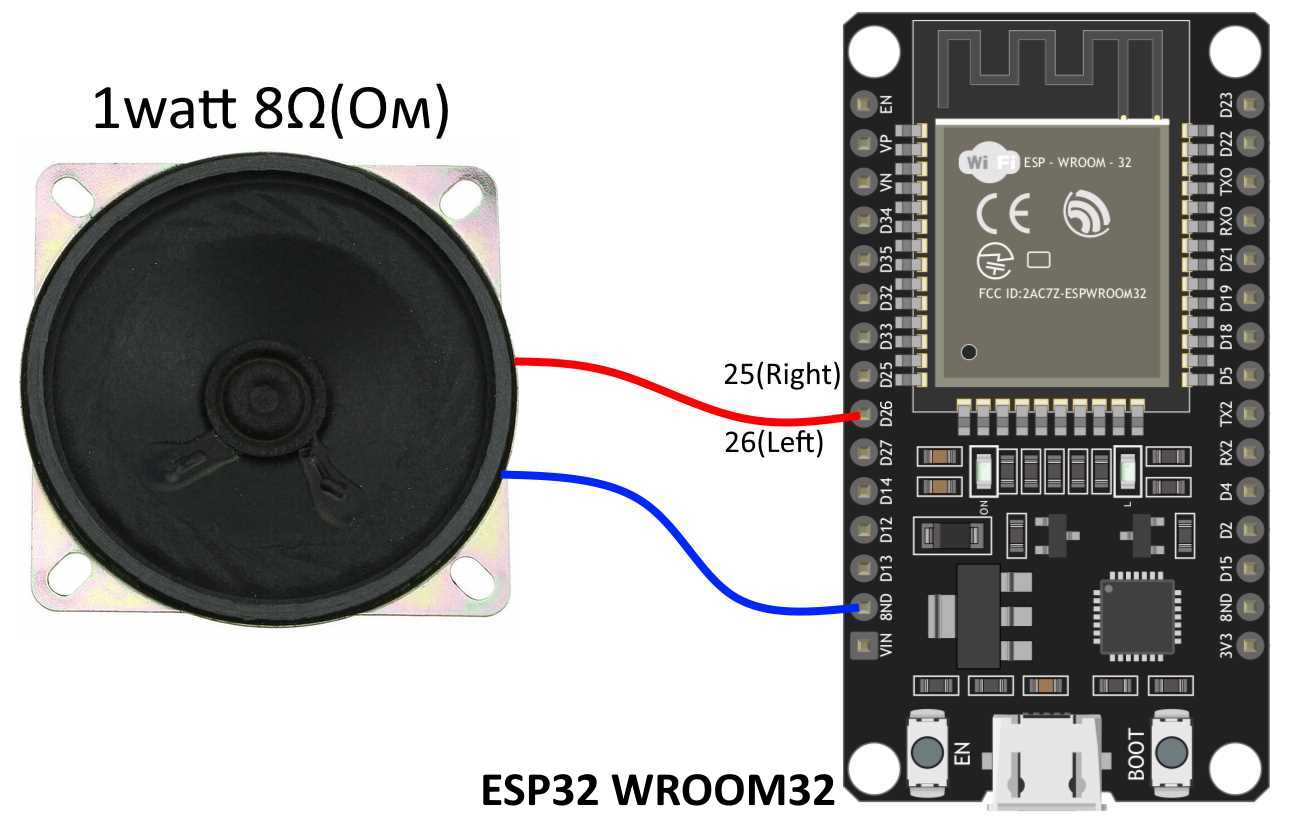 1watt 8Ω(Ом)
25(Right)
26(Left)
ESP32 WROOM32
EN
VP
VN
D34
D35
D32
D33
D25
D26
D27
D14
D12
D13
8ND
VIN
WiFi ESP - WROOM - 32
CE
FCC ID:2AC7Z-ESPWROOM32
ON
L
D23
D22
TXO
RXO
D21
D19
D18
D5
TX2
RX2
D4
D2
D15
8ND
3V3
EN
BOOT